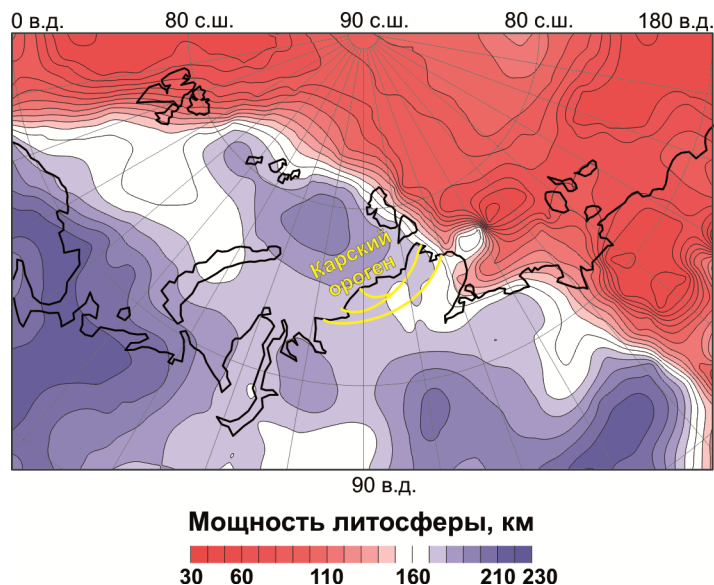 0 в.д. 80 с.ш. 90 с.ш. 80 с.ш. 180 в.д.
Карский
ороген
90 в.д.
Мощность литосферы, км
30 60 110 160 210 230